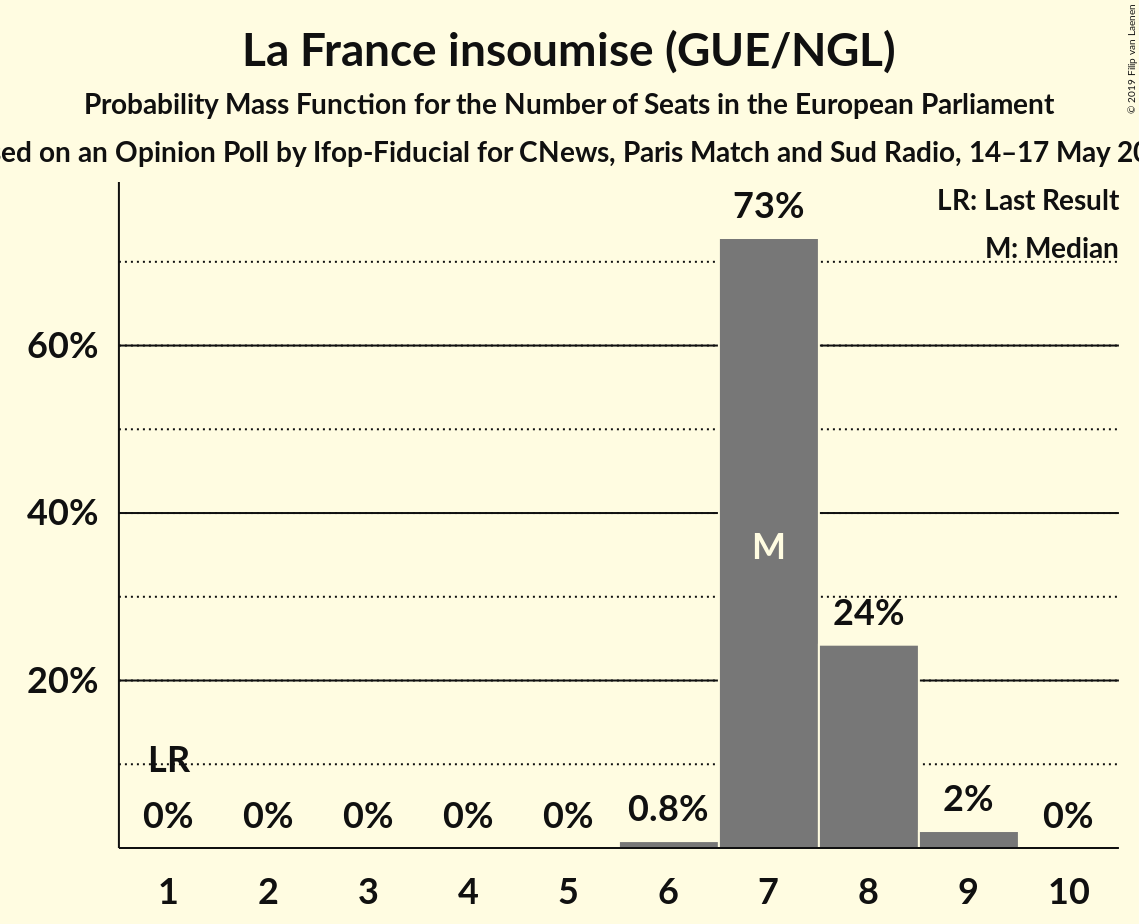 La France insoumise (GUE/NGL)
Probability Mass Function for the Number of Seats in the European Parliament
on an Opinion Poll by Ifop-Fiducial for CNews, Paris Match and Sud Radio, 14–17 May
© 2019 Filip van Laenen
LR: Last Result
M: Median
73%
60%
40%
M
24%
20%
LR
0% 0% 0% 0% 0% 0.8% 2% 0%
1 2 3 4 5 6 7 8 9 10